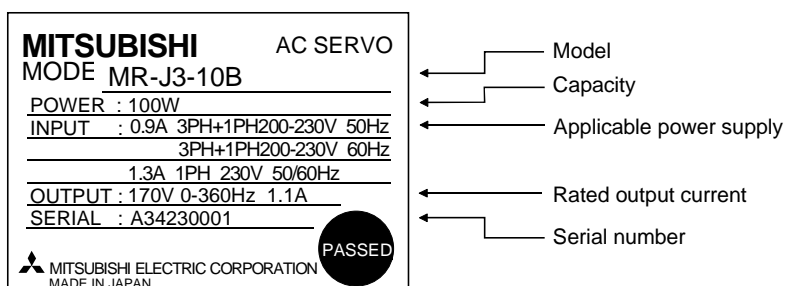 MITSUBISHI AC SERVO
MODE MR-J3-10B
POWER : 100W
INPUT : 0.9A 3PH+1PH200-230V 50Hz
3PH+1PH200-230V 60Hz
1.3A 1PH 230V 50/60Hz
OUTPUT : 170V 0-360Hz 1.1A
SERIAL : A34230001
PASSED
MITSUBISHI ELECTRIC CORPORATION
MADE IN JAPAN
Model
Capacity
Applicable power supply
Rated output current
Serial number